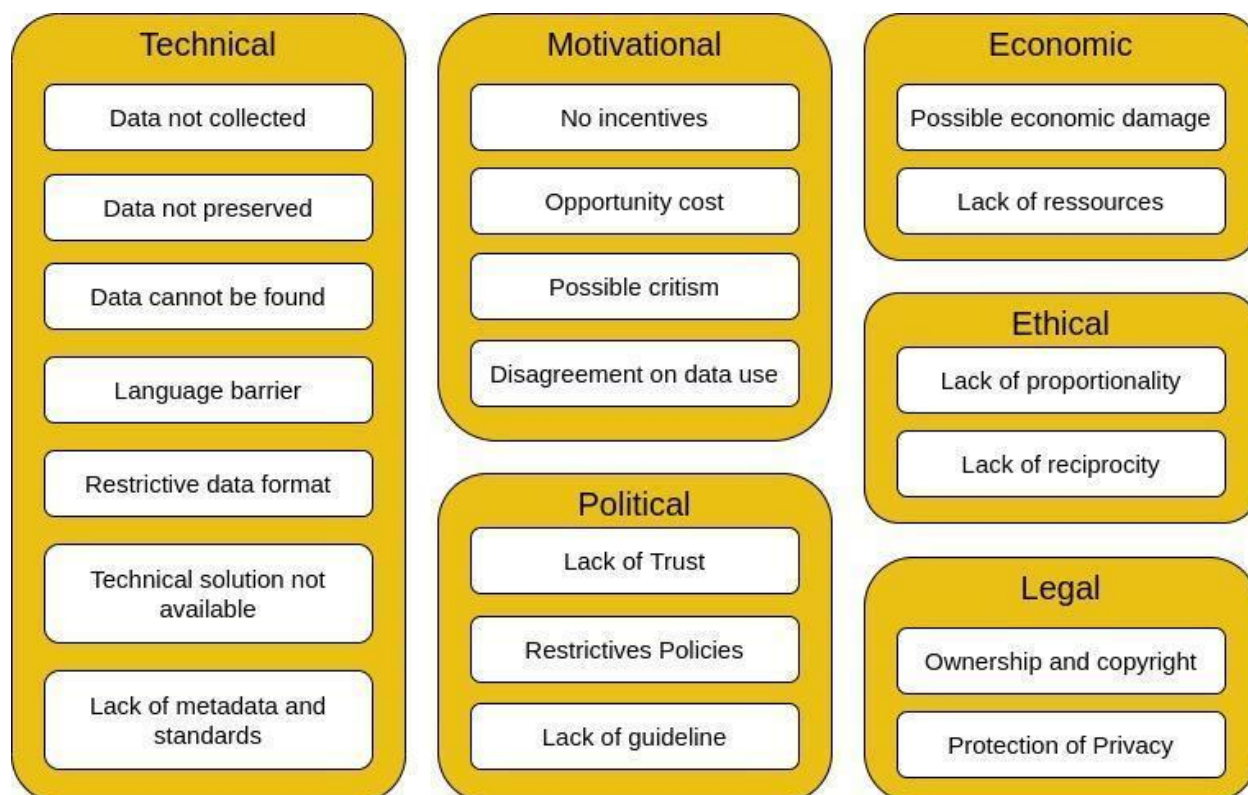 Technical
Data not collected
Data not preserved
Data cannot be found
Language barrier
Restrictive data format
Technical solution not
available
Lack of metadata and
standards
Motivational
No incentives
Opportunity cost
Possible critism
Disagreement on data use
Political
Lack of Trust
Restrictives Policies
Lack of guideline
Economic
Possible economic damage
Lack of ressources
Ethical
Lack of proportionality
Lack of reciprocity
Legal
Ownership and copyright
Protection of Privacy